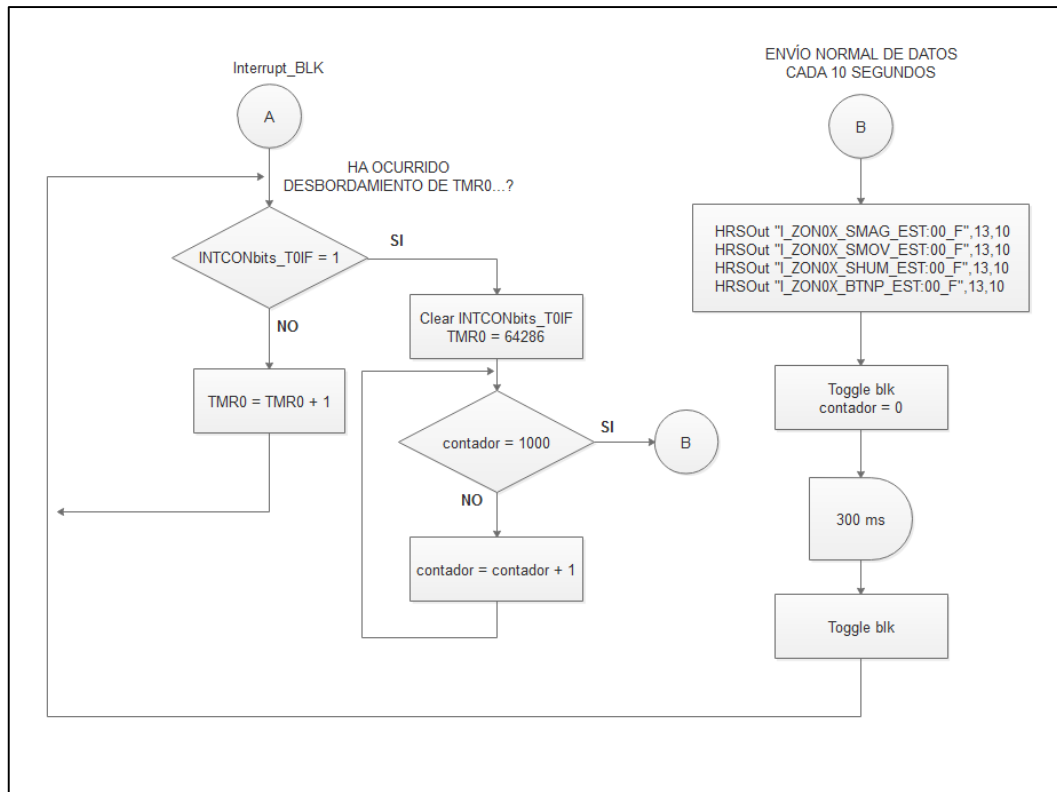 Interrupt_BLK
A
HA OCURRIDO
DESBORDAMIENTO DE TMR0...?
INTCONbits_T0IF = 1
SI
NO
TMR0 = TMR0 + 1
Clear INTCONbits_T0IF
TMR0 = 64286
contador = 1000
SI
B
NO
contador = contador + 1
ENVÍO NORMAL DE DATOS
CADA 10 SEGUNDOS
B
HRSOut "I_ZON0X_SMAG_EST:00_F",13,10
HRSOut "I_ZON0X_SMOV_EST:00_F",13,10
HRSOut "I_ZON0X_SHUM_EST:00_F",13,10
HRSOut "I_ZON0X_BTNP_EST:00_F",13,10
Toggle blk
contador = 0
300 ms
Toggle blk